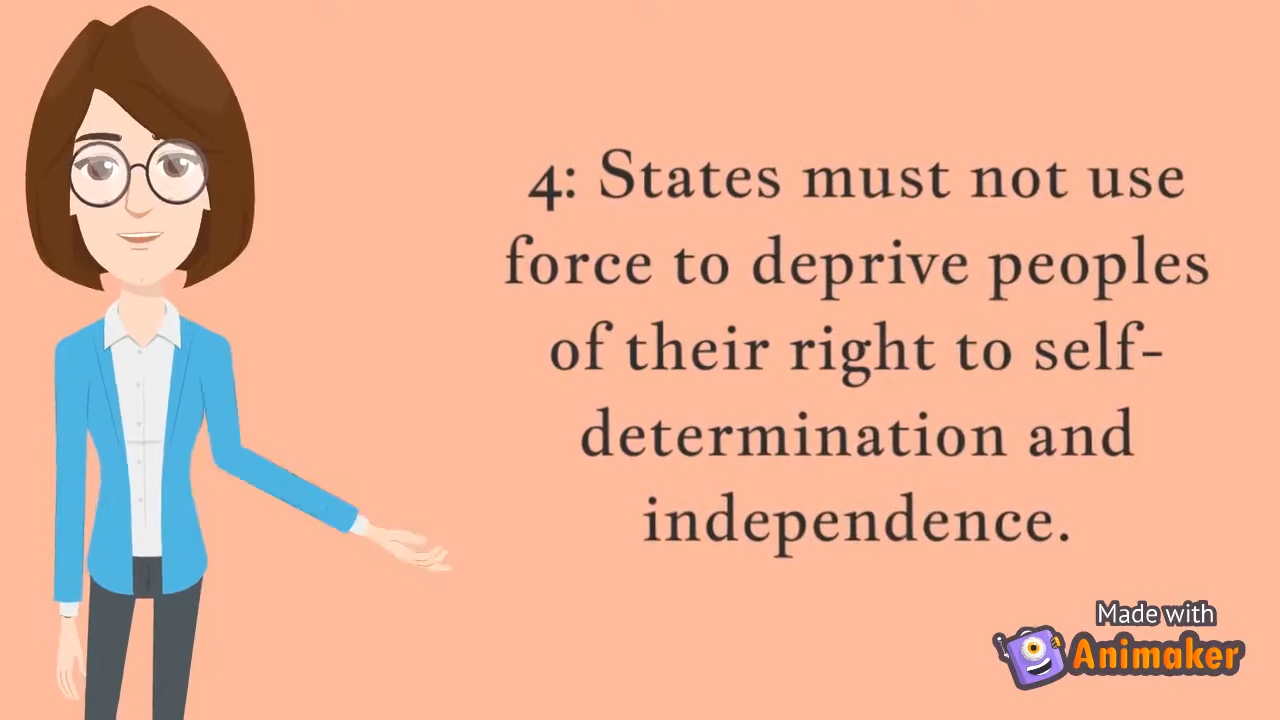 4: States must not use
force to deprive peoples
of their right to self-
determination and
independence.
Made with
Animaker